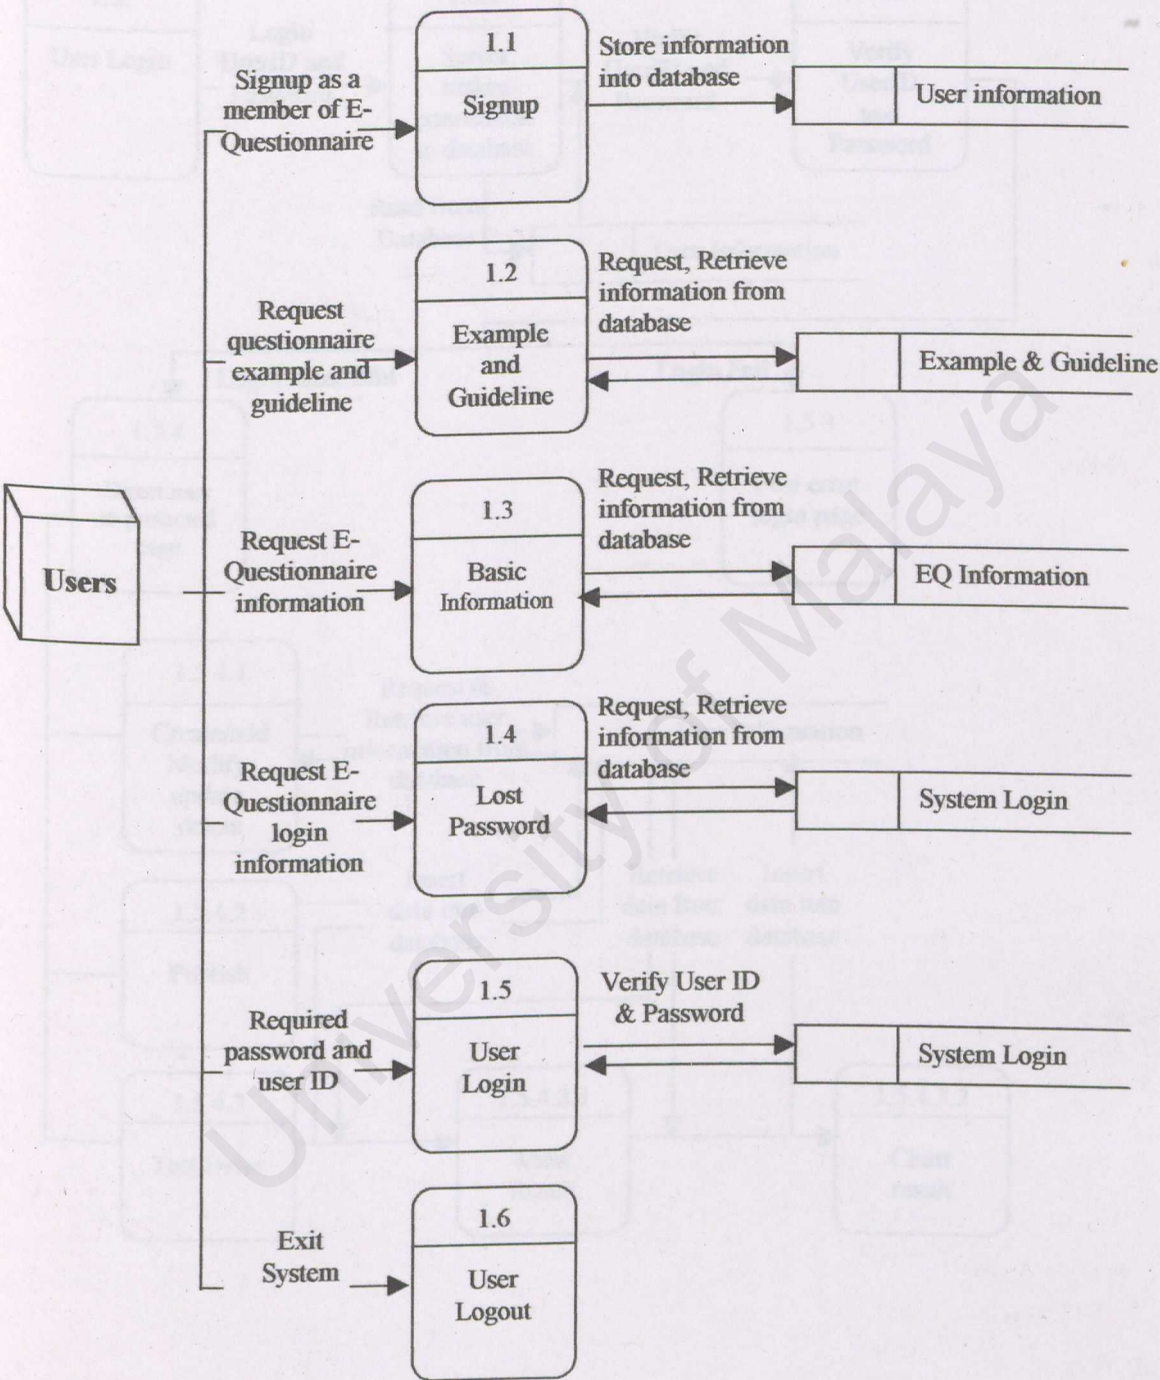 1.1
Signup as a
member of E-
Questionnaire
Signup
Store information
into database
User information
1.2
Request
questionnaire
example and
guideline
Example
and
Guideline
Request, Retrieve
information from
database
Example & Guideline
Users
1.3
Request E-
Questionnaire
information
Basic
Information
Request, Retrieve
information from
database
EQ Information
1.4
Request E-
Questionnaire
login
information
Lost
Password
Request, Retrieve
information from
database
System Login
1.5
Required
password and
user ID
User
Login
Verify User ID
& Password
System Login
1.6
Exit
System
User
Logout
University of Malaya